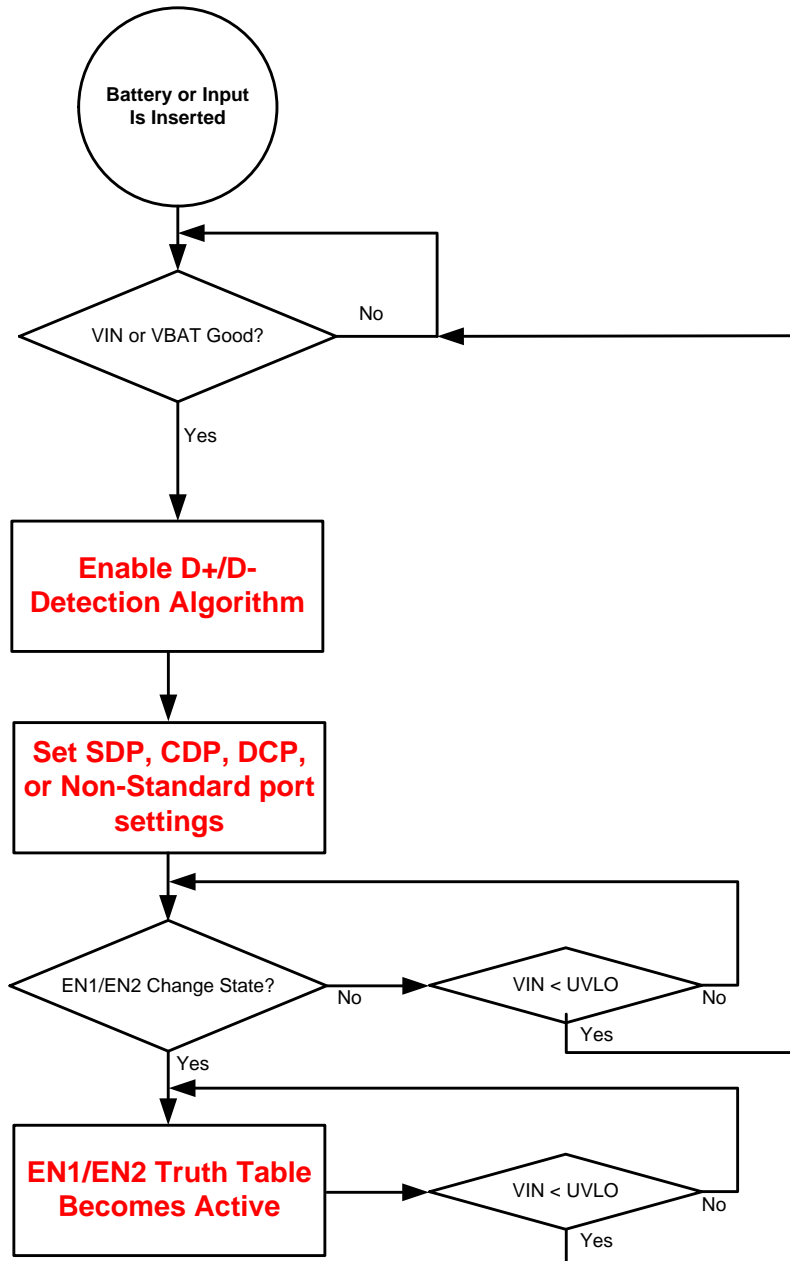 Battery or Input
Is Inserted
VIN or VBAT Good?
No
Yes
Enable D+/D-
Detection Algorithm
Set SDP, CDP, DCP,
or Non-Standard port
settings
EN1/EN2 Change State?
No
VIN < UVLO
No
Yes
Yes
EN1/EN2 Truth Table
Becomes Active
VIN < UVLO
No
Yes